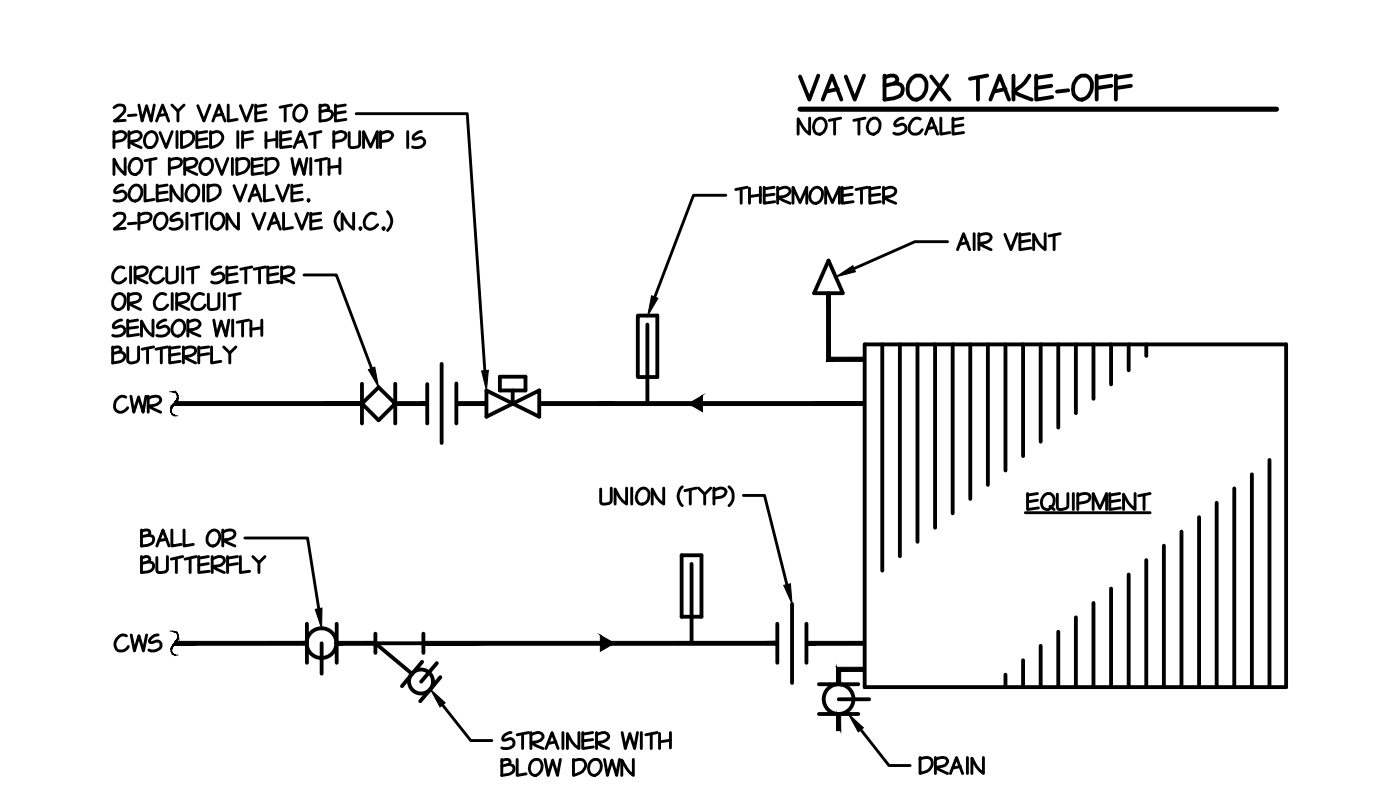 VAV BOX TAKE-OFF
NOT TO SCALE
2-WAY VALVE TO BE
PROVIDED IF HEAT PUMP IS
NOT PROVIDED WITH
SOLENOID VALVE.
2-POSITION VALVE (N.C.)
THERMOMETER
AIR VENT
CIRCUIT SETTER
OR CIRCUIT
SENSOR WITH
BUTTERFLY
CWR
UNION (TYP)
EQUIPMENT
BALL OR
BUTTERFLY
CWS
STRAINER WITH
BLOW DOWN
DRAIN